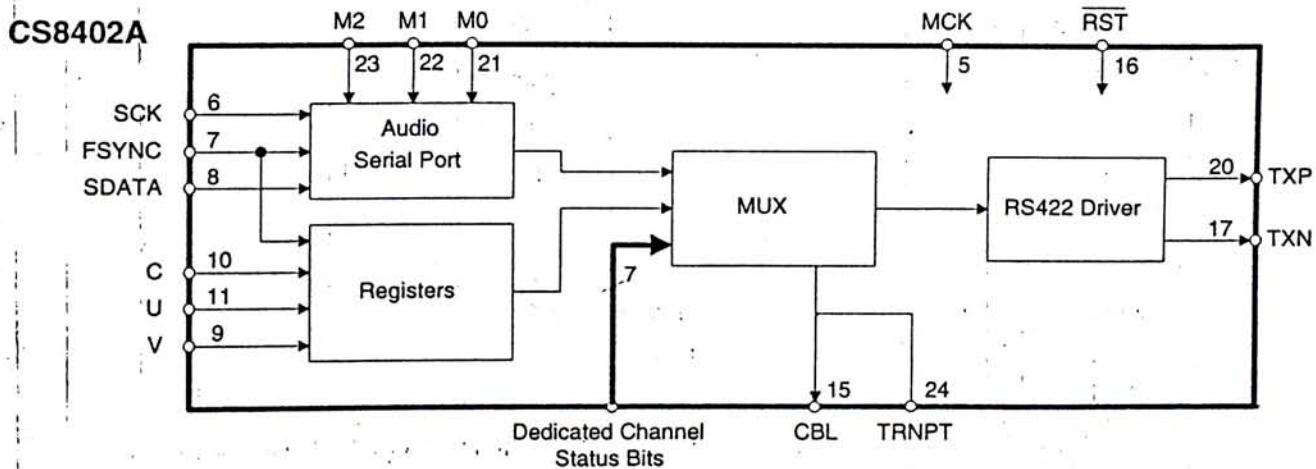 CS8402A
M2 M1 M0 MCK RST
23 22 21 5 16
SCK 6
FSYNC 7
SDATA 8
Audio
Serial Port
C 10
U 11
V 9
Registers
MUX
7
RS422 Driver
20 TXP
17 TXN
15 24
Dedicated Channel
Status Bits
CBL TRNPT